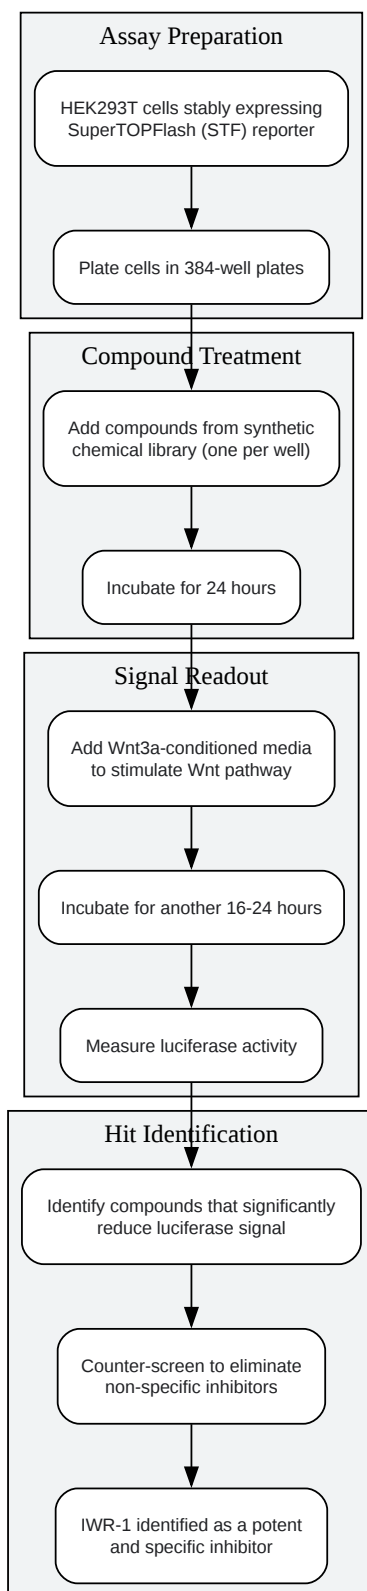 Assay Preparation
HEK293T cells stably expressing
SuperTOPFlash (STF) reporter
Plate cells in 384-well plates
Compound Treatment
Add compounds from synthetic
chemical library (one per well)
Incubate for 24 hours
Signal Readout
Add Wnt3a-conditioned media
to stimulate Wnt pathway
Incubate for another 16-24 hours
Measure luciferase activity
Hit Identification
Identify compounds that significantly
reduce luciferase signal
Counter-screen to eliminate
non-specific inhibitors
IWR-1 identified as a potent
and specific inhibitor